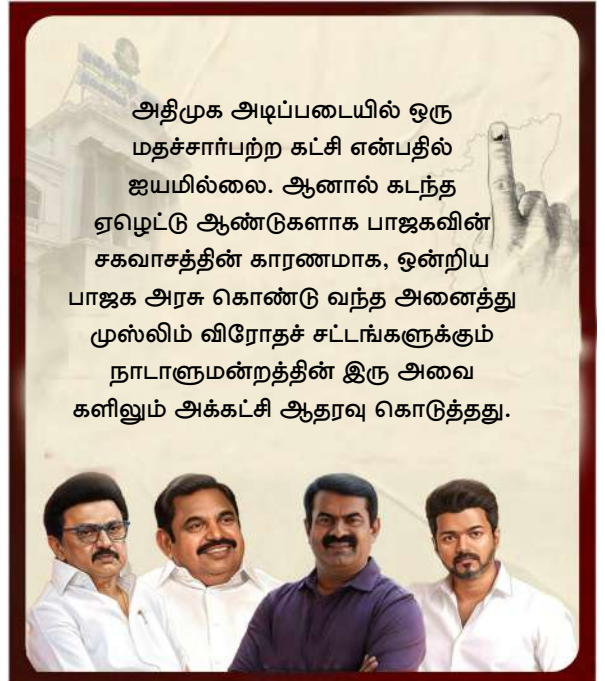 அதிமுக அடிப்படையில் ஒரு
மதச்சார்பற்ற கட்சி என்பதில்
ஐயமில்லை. ஆனால் கடந்த
ஏழெட்டு ஆண்டுகளாக பாஜகவின்
சகவாசத்தின் காரணமாக, ஒன்றிய
பாஜக அரசு கொண்டு வந்த அனைத்து
முஸ்லிம் விரோதச் சட்டங்களுக்கும்
நாடாளுமன்றத்தின் இரு அவை
களிலும் அக்கட்சி ஆதரவு கொடுத்தது.